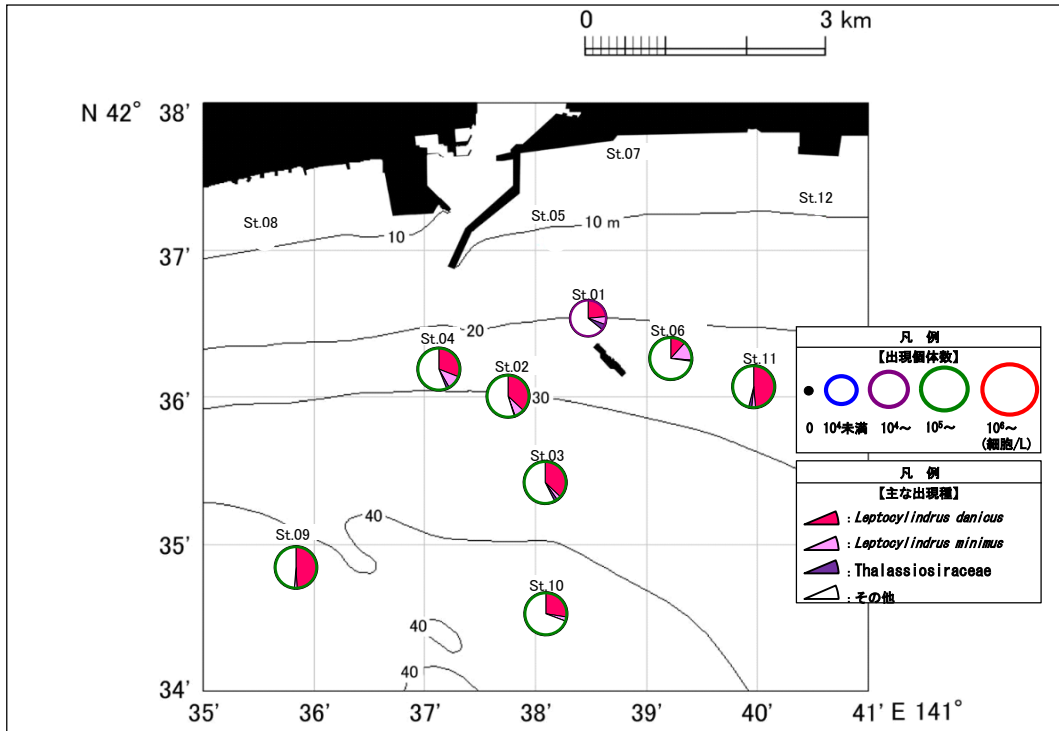 0 3 km
N 42° 38'
St.07
St.12
St.08
St.05
10
10 m
37'
St.01
20
St.04
St.06
St.02
St.11
36'
30
St.03
40
St.09
35'
St.10
40
40
34'
35' 36' 37' 38' 39' 40' 41' E 141°
凡 例
【出現個体数】
0 10⁴未満 10⁴～ 10⁵～ 10⁶～
(細胞/L)
凡 例
【主な出現種】
: Leptocylindrus danicus
: Leptocylindrus minimus
: Thalassiosiraceae
: その他